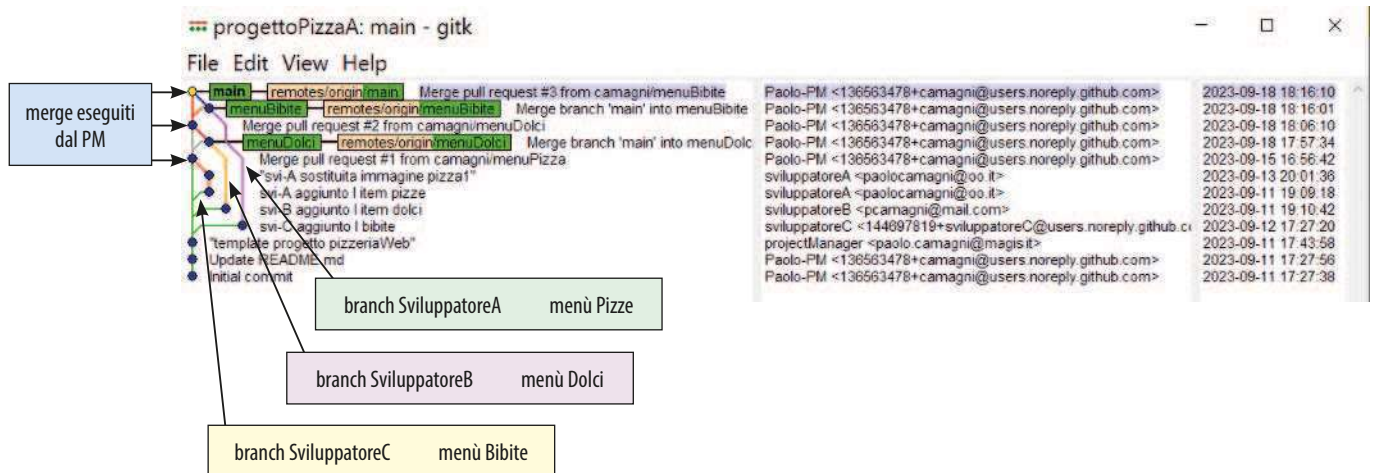 progettoPizzaA: main - gitk
File Edit View Help
merge eseguiti
dal PM
main remotes/origin/main Merge pull request #3 from camagni/menuBibite Paolo-PM <136563478+camagni@users.noreply.github.com> 2023-09-18 18:16:10
menuBibite remotes/origin/menuBibite Merge branch 'main' into menuBibite Paolo-PM <136563478+camagni@users.noreply.github.com> 2023-09-18 18:16:01
Merge pull request #2 from camagni/menuDolci Paolo-PM <136563478+camagni@users.noreply.github.com> 2023-09-18 18:06:10
menuDolci remotes/origin/menuDolci Merge branch 'main' into menuDolc Paolo-PM <136563478+camagni@users.noreply.github.com> 2023-09-18 17:57:34
Merge pull request #1 from camagni/menuPizza Paolo-PM <136563478+camagni@users.noreply.github.com> 2023-09-15 16:56:42
"svi-A sostituita immagine pizza1" sviluppatoreA <paolocamagni@oo.it> 2023-09-13 20:01:36
svi-A aggiunto l item pizze sviluppatoreA <paolocamagni@oo.it> 2023-09-11 19:09:18
svi-B aggiunto l item dolci sviluppatoreB <pcamagni@mail.com> 2023-09-11 19:10:42
svi-C aggiunto l bibite sviluppatoreC <144697819+sviluppatoreC@users.noreply.github.c 2023-09-12 17:27:20
"template progetto pizzeriaWeb" projectManager <paolo.camagni@magis.it> 2023-09-11 17:43:58
Update README.md Paolo-PM <136563478+camagni@users.noreply.github.com> 2023-09-11 17:27:56
Initial commit Paolo-PM <136563478+camagni@users.noreply.github.com> 2023-09-11 17:27:38
branch SviluppatoreA menù Pizze
branch SviluppatoreB menù Dolci
branch SviluppatoreC menù Bibite